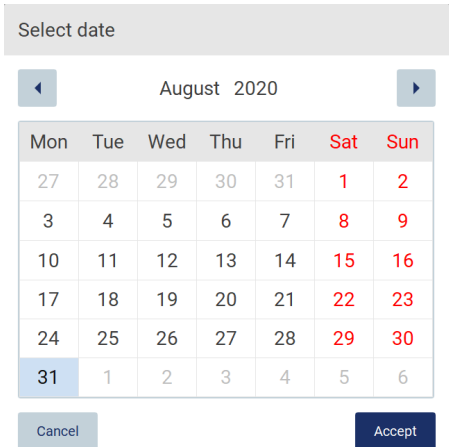 Select date
August 2020
Mon Tue Wed Thu Fri Sat Sun
27 28 29 30 31 1 2
3 4 5 6 7 8 9
10 11 12 13 14 15 16
17 18 19 20 21 22 23
24 25 26 27 28 29 30
31 1 2 3 4 5 6
Cancel Accept